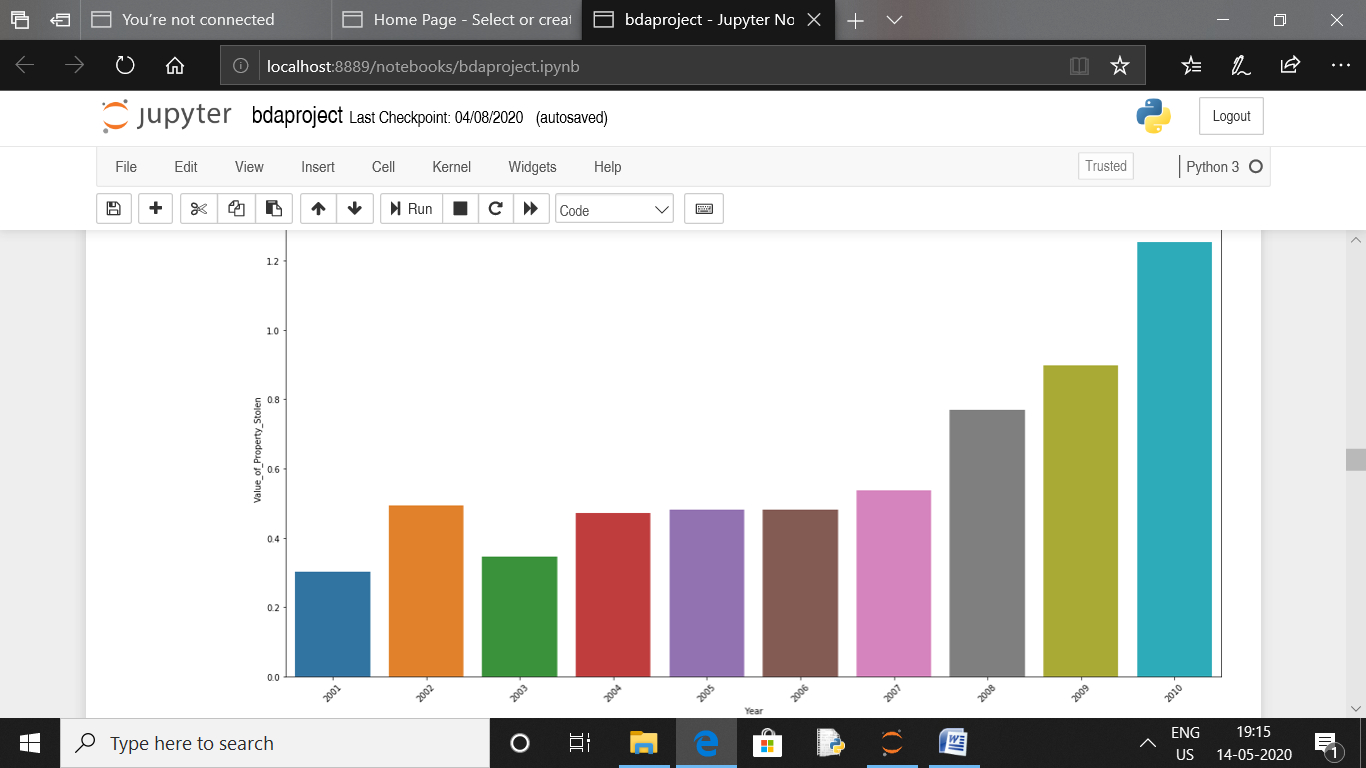 You're not connected
Home Page - Select or creat
bdaproject - Jupyter No
localhost:8889/notebooks/bdaproject.ipynb
jupyter bdaproject Last Checkpoint: 04/08/2020 (autosaved)
Logout
File Edit View Insert Cell Kernel Widgets Help
Trusted
Python 3
Run
Code
1.2
1.0
0.8
0.6
0.4
0.2
0.0
Value_of_Property_Stolen
2001 2002 2003 2004 2005 2006 2007 2008 2009 2010
Year
Type here to search
ENG
US
19:15
14-05-2020
1